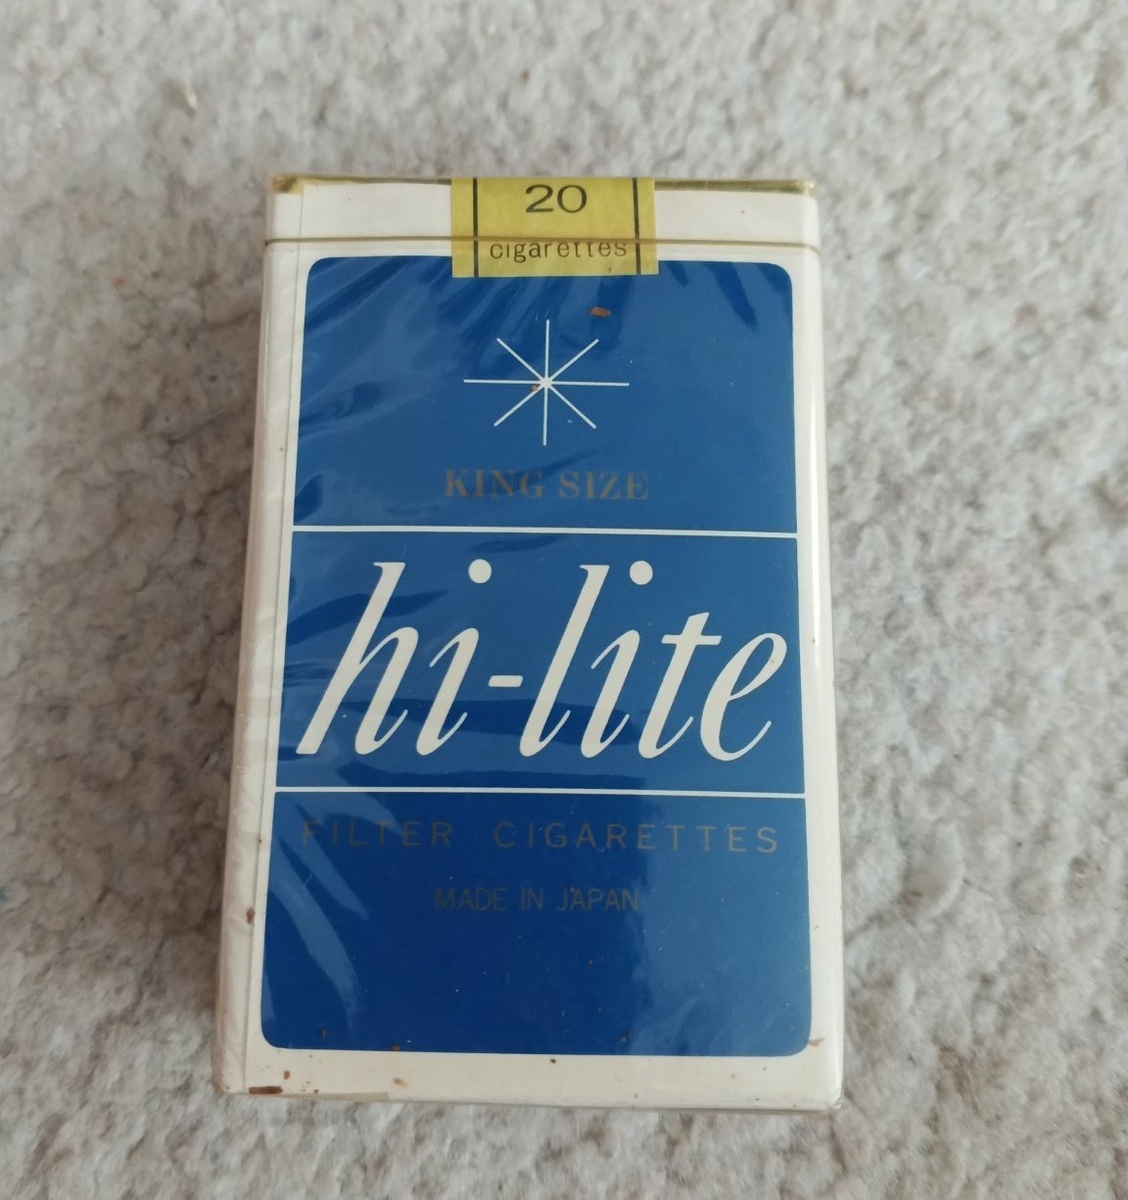 20
cigarettes
KING SIZE
hi-lite
FILTER CIGARETTES
MADE IN JAPAN